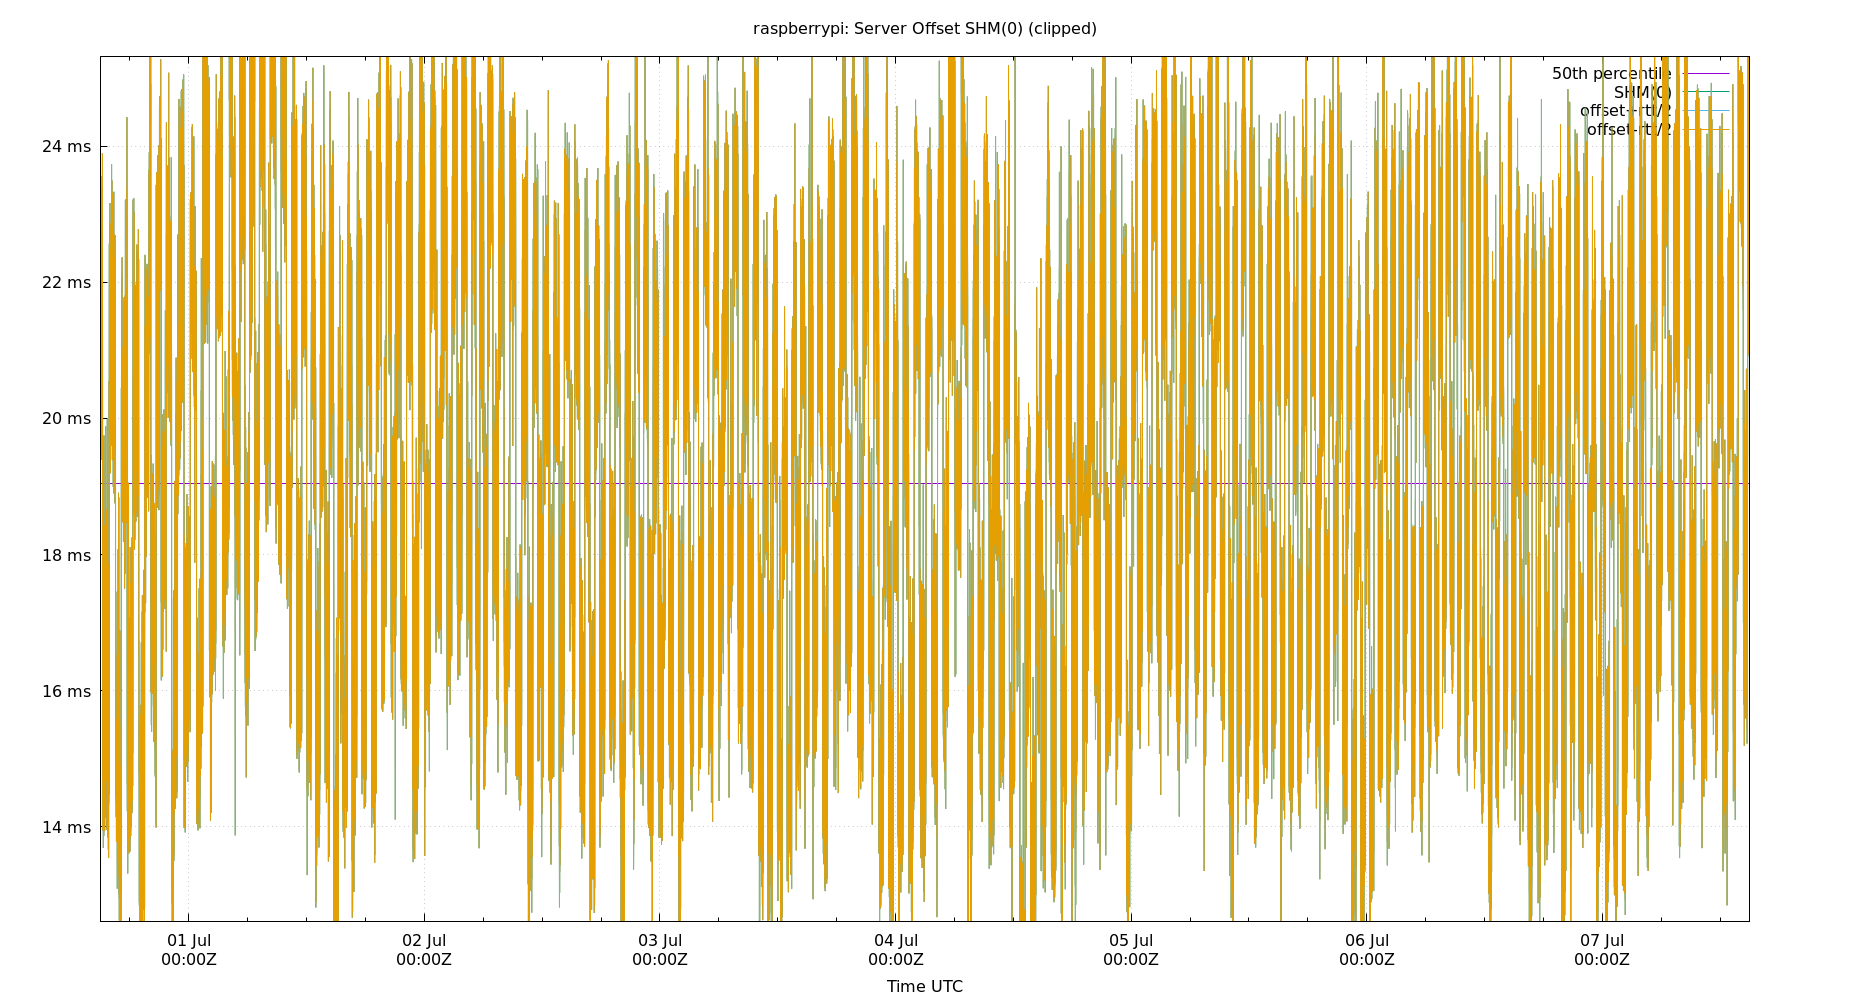 raspberrypi: Server Offset SHM(0) (clipped)
50th percentile
SHM(0)
offset+rtt/2
offset-rtt/2
24 ms
22 ms
20 ms
18 ms
16 ms
14 ms
01 Jul
00:00Z
02 Jul
00:00Z
03 Jul
00:00Z
04 Jul
00:00Z
05 Jul
00:00Z
06 Jul
00:00Z
07 Jul
00:00Z
Time UTC